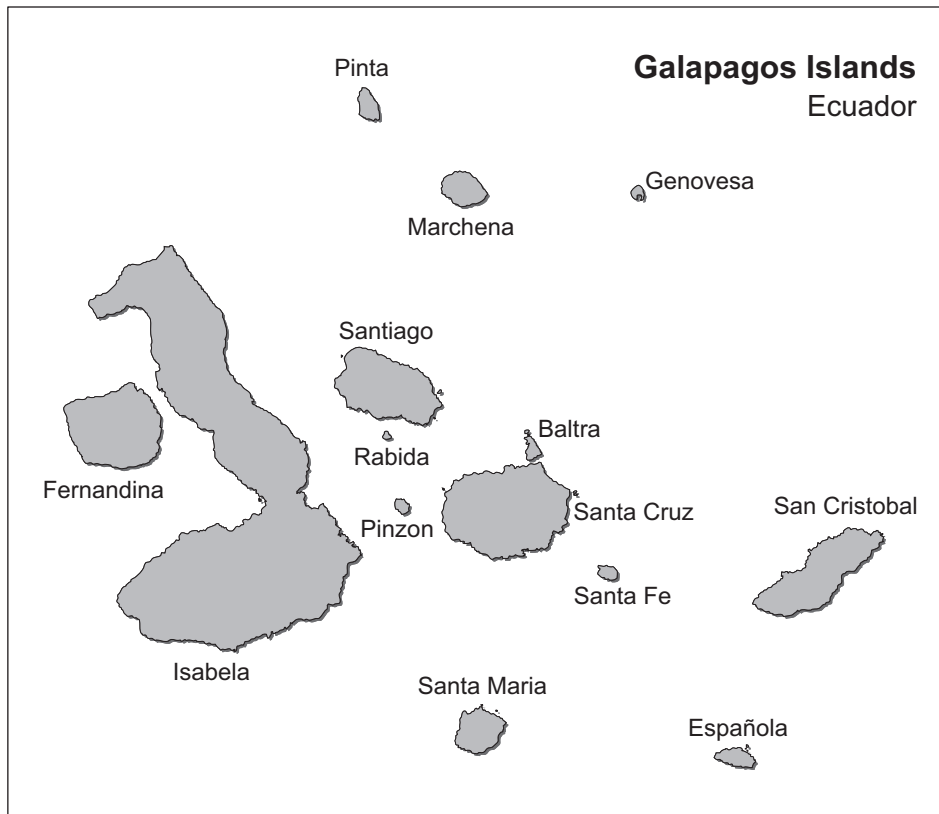 Pinta
Galapagos Islands
Ecuador
Genovesa
Marchena
Santiago
Baltra
Rabida
Fernandina
San Cristobal
Santa Cruz
Pinzon
Santa Fe
Isabela
Santa Maria
Española